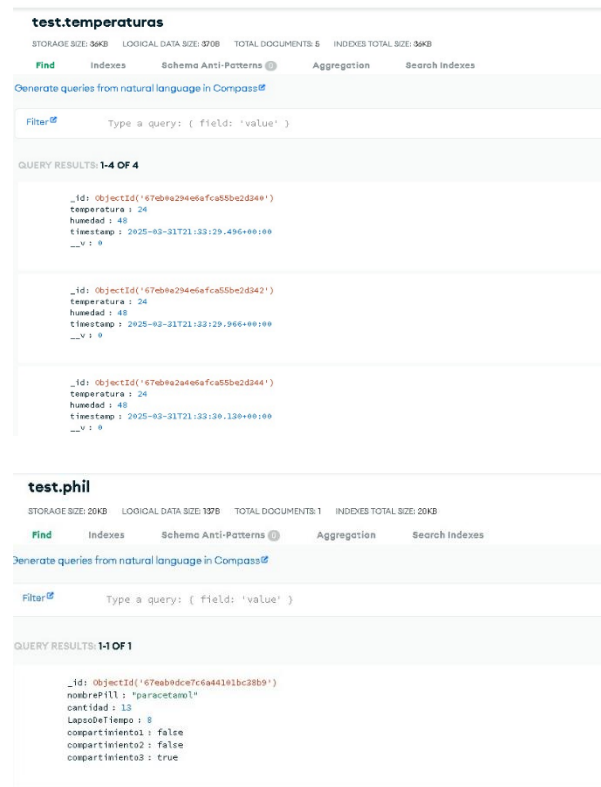 test.temperaturas
STORAGE SIZE: 36KB LOGICAL DATA SIZE: 370B TOTAL DOCUMENTS: 5 INDEXES TOTAL SIZE: 36KB
Find Indexes Schema Anti-Patterns 0 Aggregation Search Indexes
Generate queries from natural language in Compass
Filter Type a query: { field: 'value' }
QUERY RESULTS: 1-4 OF 4
_id: ObjectId('67eb0a294e6afca55be2d340')
temperatura : 24
humedad : 48
timestamp : 2025-03-31T21:33:29.496+00:00
__v : 0
_id: ObjectId('67eb0a294e6afca55be2d342')
temperatura : 24
humedad : 48
timestamp : 2025-03-31T21:33:29.966+00:00
__v : 0
_id: ObjectId('67eb0a2a4e6afca55be2d344')
temperatura : 24
humedad : 48
timestamp : 2025-03-31T21:33:30.130+00:00
__v : 0
test.phil
STORAGE SIZE: 20KB LOGICAL DATA SIZE: 137B TOTAL DOCUMENTS: 1 INDEXES TOTAL SIZE: 20KB
Find Indexes Schema Anti-Patterns 0 Aggregation Search Indexes
Generate queries from natural language in Compass
Filter Type a query: { field: 'value' }
QUERY RESULTS: 1-1 OF 1
_id: ObjectId('67eab0dce7c6a44101bc38b9')
nombrePill : "paracetamol"
cantidad : 13
LapsoDeTiempo : 8
compartimiento1 : false
compartimiento2 : false
compartimiento3 : true